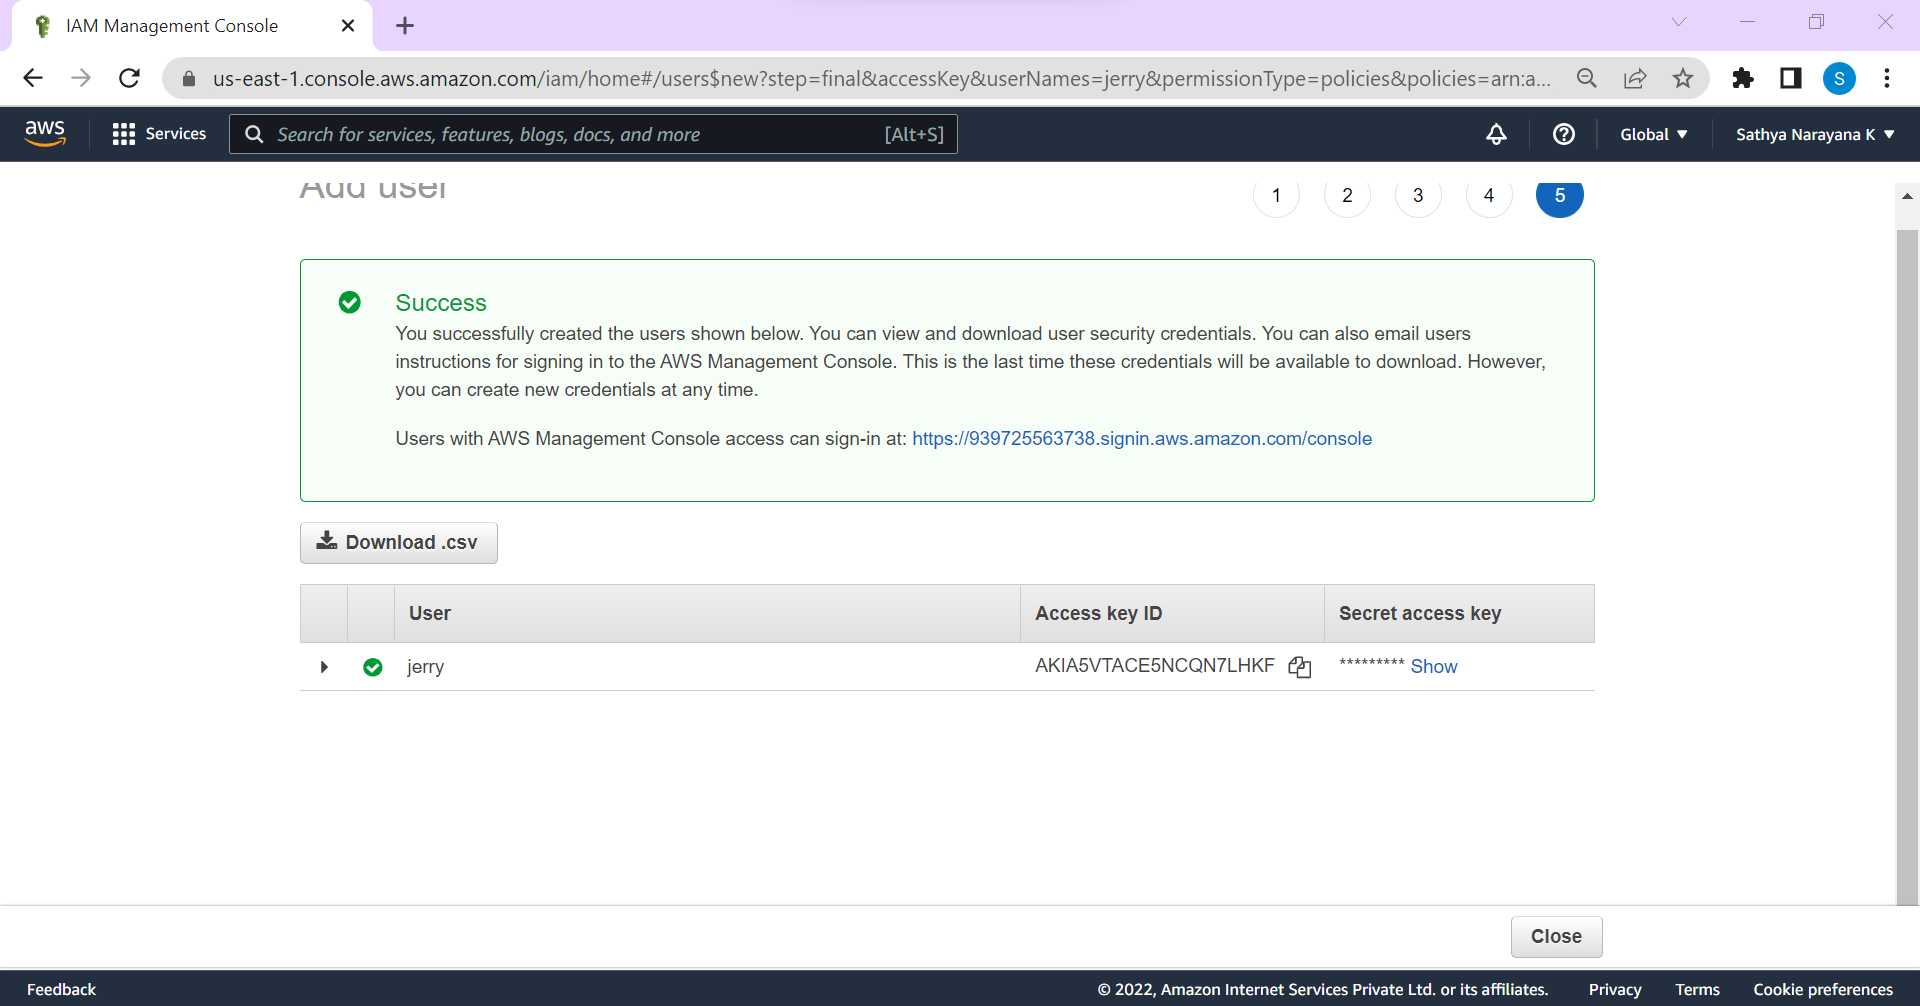 IAM Management Console
us-east-1.console.aws.amazon.com/iam/home#/users$new?step=final&accessKey&userNames=jerry&permissionType=policies&policies=arn:a...
S
aws
Services
Search for services, features, blogs, docs, and more
[Alt+S]
Global
Sathya Narayana K
Add user
1 2 3 4 5
Success
You successfully created the users shown below. You can view and download user security credentials. You can also email users
instructions for signing in to the AWS Management Console. This is the last time these credentials will be available to download. However,
you can create new credentials at any time.
Users with AWS Management Console access can sign-in at: https://939725563738.signin.aws.amazon.com/console
Download .csv
User Access key ID Secret access key
jerry AKIA5VTACE5NCQN7LHKF ********* Show
Close
Feedback © 2022, Amazon Internet Services Private Ltd. or its affiliates. Privacy Terms Cookie preferences